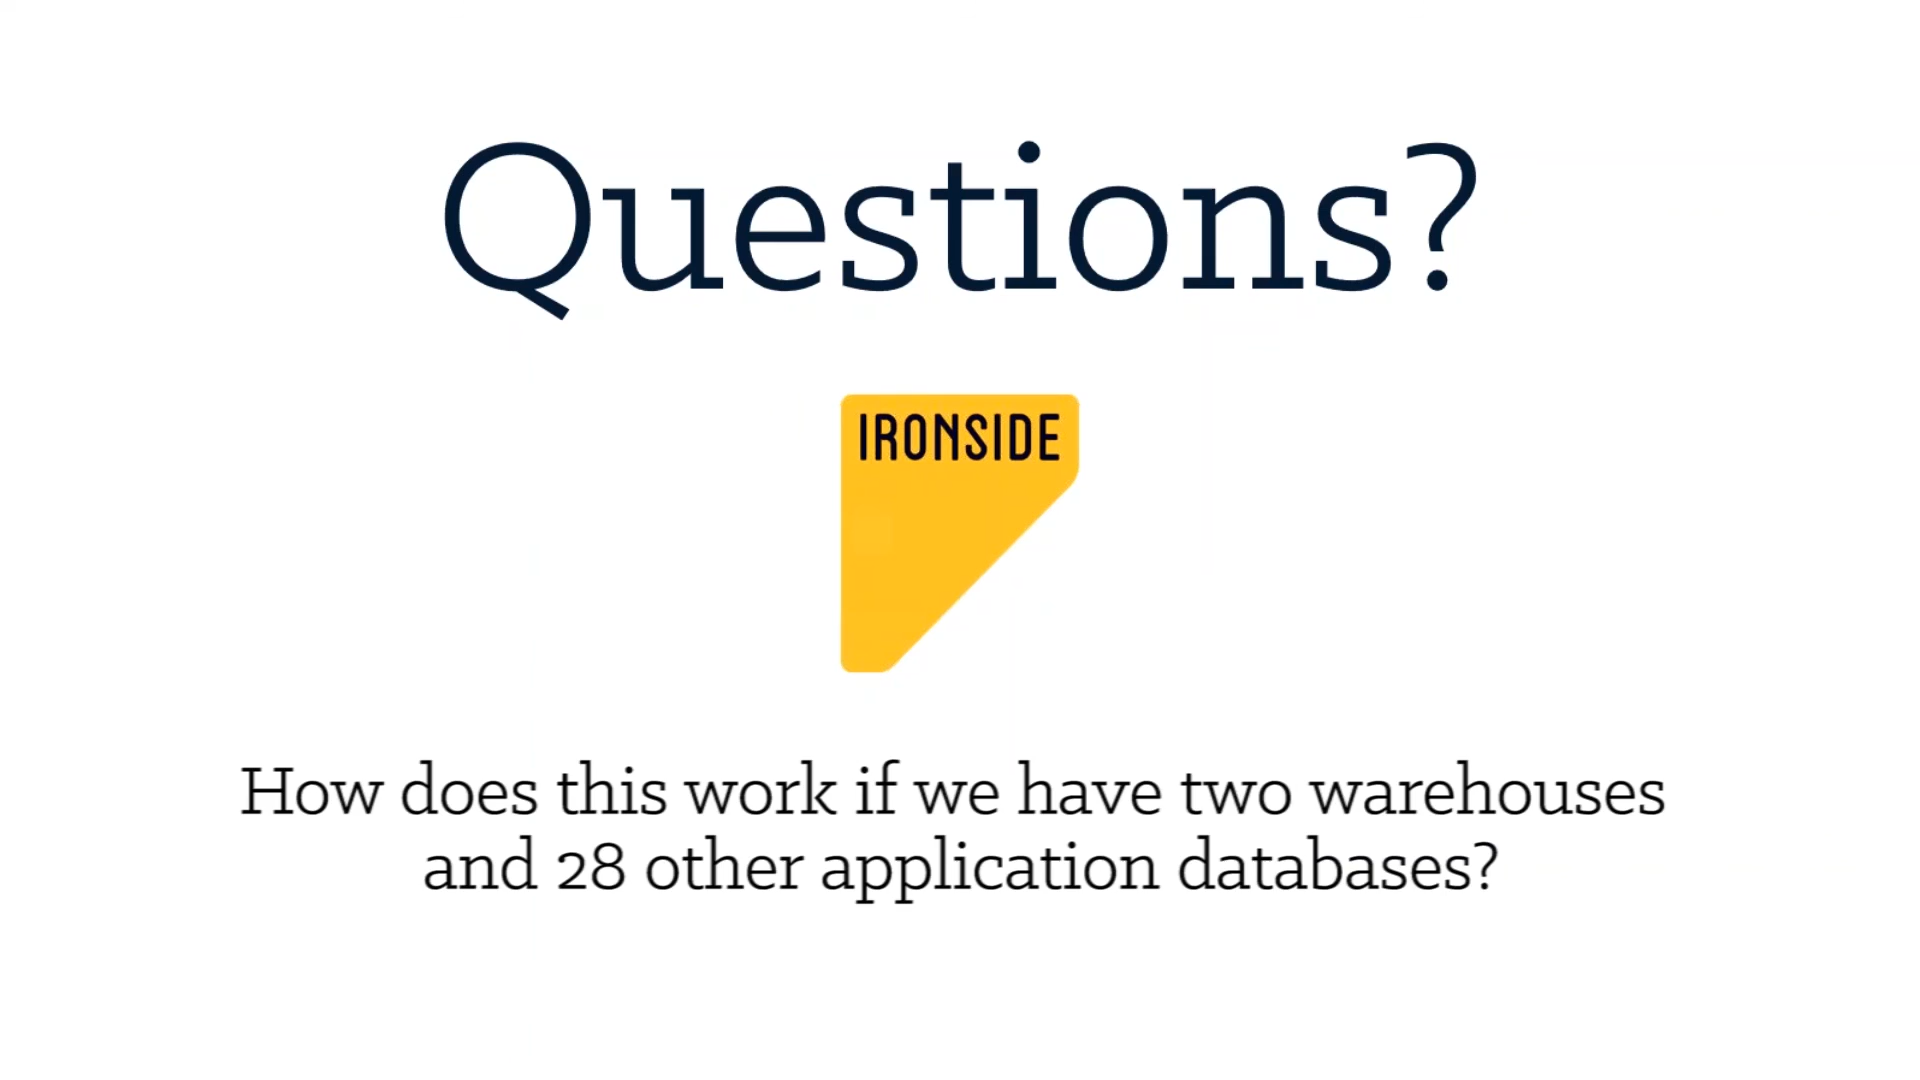 Questions?
IRONSIDE
How does this work if we have two warehouses
and 28 other application databases?